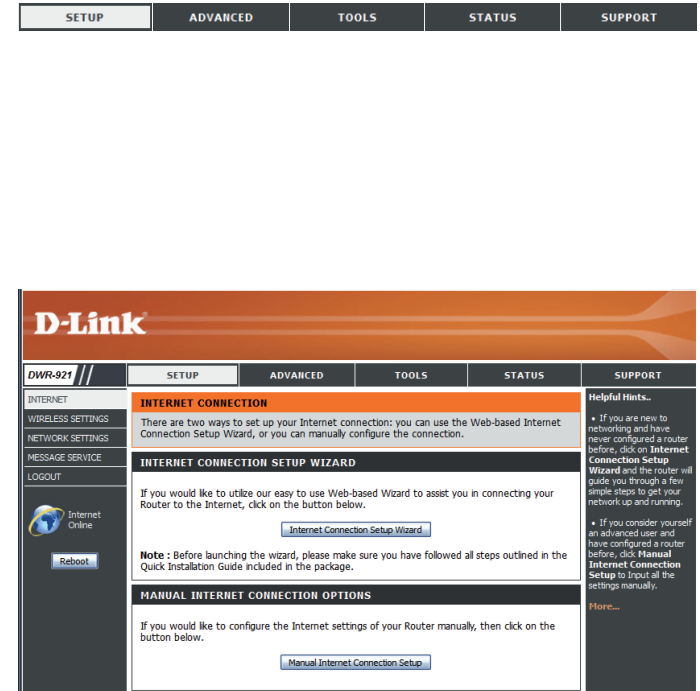 SETUP ADVANCED TOOLS STATUS SUPPORT
D-Link
DWR-921 SETUP ADVANCED TOOLS STATUS SUPPORT
INTERNET
WIRELESS SETTINGS
NETWORK SETTINGS
MESSAGE SERVICE
LOGOUT
Internet
Online
Reboot
INTERNET CONNECTION
There are two ways to set up your Internet connection: you can use the Web-based Internet
Connection Setup Wizard, or you can manually configure the connection.
INTERNET CONNECTION SETUP WIZARD
If you would like to utilize our easy to use Web-based Wizard to assist you in connecting your
Router to the Internet, click on the button below.
Internet Connection Setup Wizard
Note : Before launching the wizard, please make sure you have followed all steps outlined in the
Quick Installation Guide included in the package.
MANUAL INTERNET CONNECTION OPTIONS
If you would like to configure the Internet settings of your Router manually, then click on the
button below.
Manual Internet Connection Setup
Helpful Hints..
• If you are new to
networking and have
never configured a router
before, click on Internet
Connection Setup
Wizard and the router will
guide you through a few
simple steps to get your
network up and running.
• If you consider yourself
an advanced user and
have configured a router
before, click Manual
Internet Connection
Setup to Input all the
settings manually.
More...